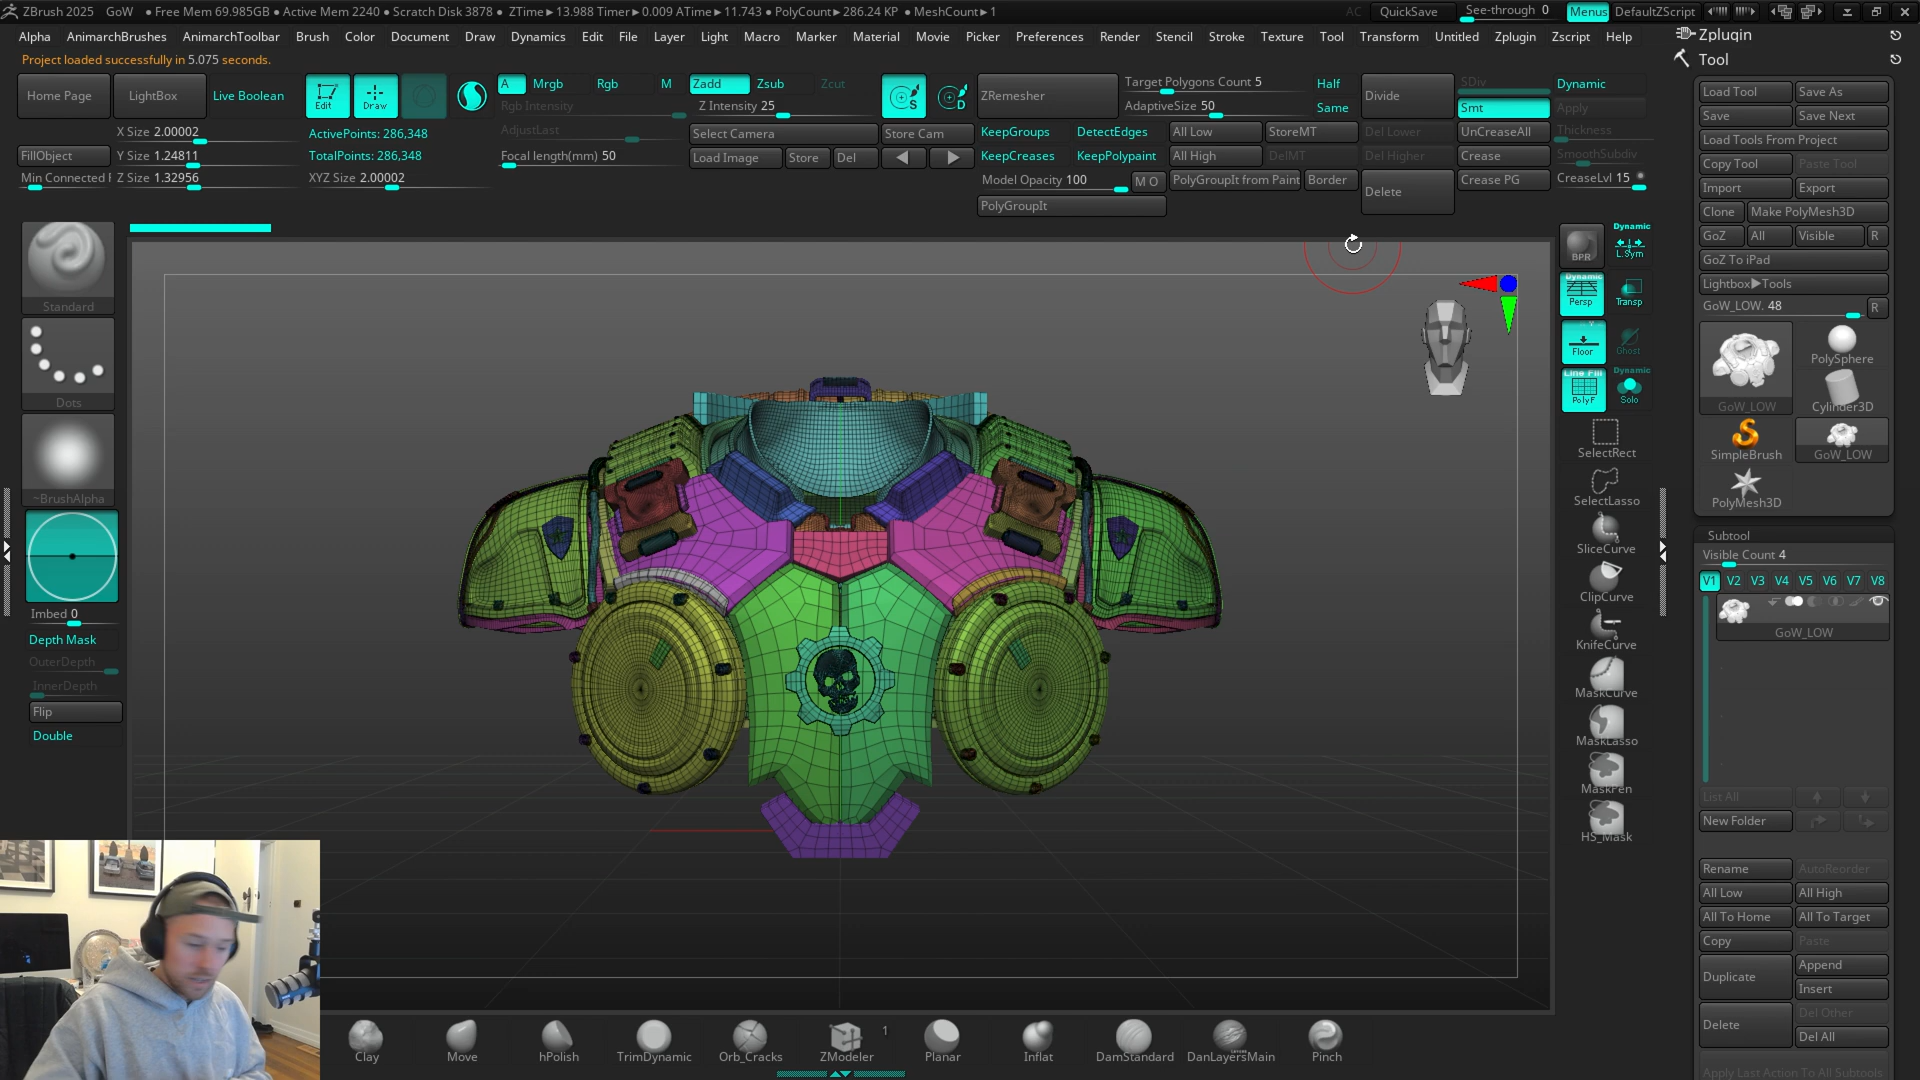 ZBrush 2025 GoW • Free Mem 69.985GB • Active Mem 2240 • Scratch Disk 3878 • ZTime►13.988 Timer►0.009 ATime►11.743 • PolyCount►286.24 KP • MeshCount►1 AC QuickSave See-through 0 Menus DefaultZScript
Alpha AnimarchBrushes AnimarchToolbar Brush Color Document Draw Dynamics Edit File Layer Light Macro Marker Material Movie Picker Preferences Render Stencil Stroke Texture Tool Transform Untitled Zplugin Zscript Help
Project loaded successfully in 5.075 seconds.
Home Page LightBox Live Boolean Edit Draw A Mrgb Rgb M Zadd Zsub Zcut
Rgb Intensity Z Intensity 25
ZRemesher Target Polygons Count 5 Half
AdaptiveSize 50 Same
Divide SDiv Dynamic
Smt Apply
X Size 2.00002 ActivePoints: 286,348 AdjustLast Select Camera Store Cam KeepGroups DetectEdges All Low StoreMT Del Lower UnCreaseAll Thickness
FillObject Y Size 1.24811 TotalPoints: 286,348 Focal length(mm) 50 Load Image Store Del KeepCreases KeepPolypaint All High DelMT Del Higher Crease SmoothSubdiv
Min Connected Z Size 1.32956 XYZ Size 2.00002 Model Opacity 100 M O PolyGroupIt from Paint Border Delete Crease PG CreaseLvl 15
PolyGroupIt
Standard
Dots
~BrushAlpha
Imbed 0
Depth Mask
OuterDepth
InnerDepth
Flip
Double
BPR
Dynamic
L.Sym
Dynamic
Persp
Transp
Floor
Ghost
Line Fill
PolyF
Dynamic
Solo
SelectRect
SelectLasso
SliceCurve
ClipCurve
KnifeCurve
MaskCurve
MaskLasso
MaskPen
HS_Mask
Zplugin
Tool
Load Tool Save As
Save Save Next
Load Tools From Project
Copy Tool Paste Tool
Import Export
Clone Make PolyMesh3D
GoZ All Visible R
GoZ To iPad
Lightbox►Tools
GoW_LOW. 48 R
GoW_LOW
PolySphere
Cylinder3D
SimpleBrush
GoW_LOW
PolyMesh3D
Subtool
Visible Count 4
V1 V2 V3 V4 V5 V6 V7 V8
GoW_LOW
List All
New Folder
Rename AutoReorder
All Low All High
All To Home All To Target
Copy Paste
Duplicate Append
Insert
Delete Del Other
Del All
Apply Last Action To All Subtools
Clay Move hPolish TrimDynamic Orb_Cracks ZModeler 1 Planar Inflat DamStandard DanLayersMain Pinch